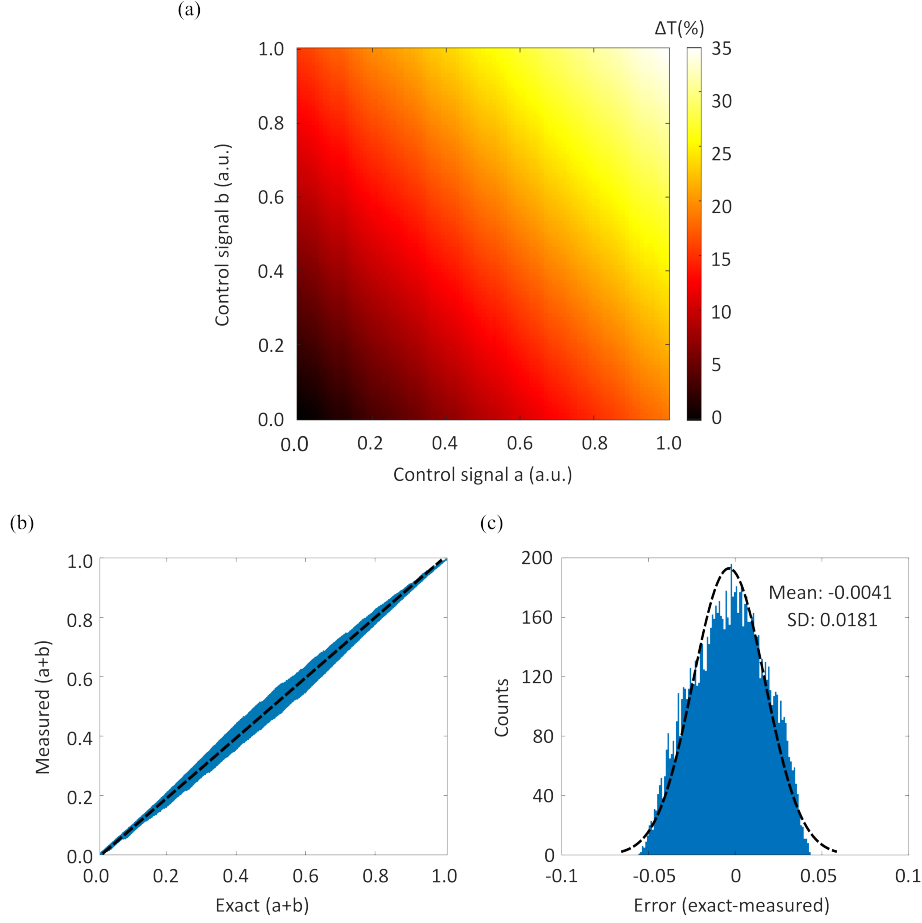 (a)
ΔT(%)
1.0
0.8
0.6
0.4
0.2
0.0
Control signal b (a.u.)
0.0 0.2 0.4 0.6 0.8 1.0
Control signal a (a.u.)
35
30
25
20
15
10
5
0
(b)
1.0
0.8
0.6
0.4
0.2
0.0
Measured (a+b)
0.0 0.2 0.4 0.6 0.8 1.0
Exact (a+b)
(c)
200
160
120
80
40
0
Counts
Mean: -0.0041
SD: 0.0181
-0.1 -0.05 0 0.05 0.1
Error (exact-measured)